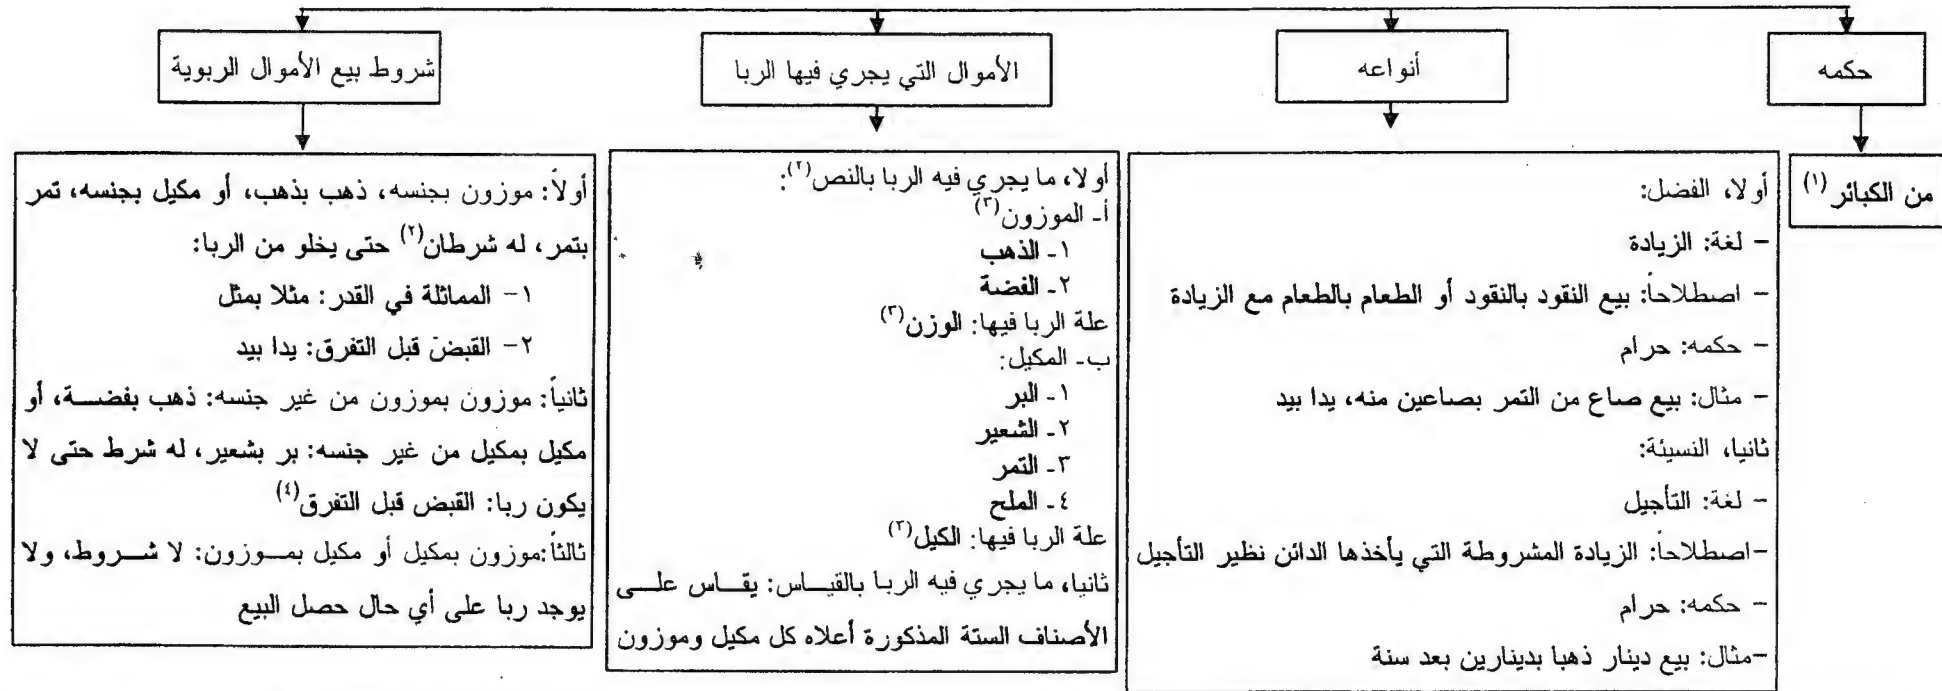 حكمه
من الكبائر (١)
أنواعه
أولا، الفضل:
– لغة: الزيادة
– اصطلاحاً: بيع النقود بالنقود أو الطعام بالطعام مع الزيادة
– حكمه: حرام
– مثال: بيع صاع من التمر بصاعين منه، يدا بيد
ثانيا، النسيئة:
– لغة: التأجيل
–اصطلاحاً: الزيادة المشروطة التي يأخذها الدائن نظير التأجيل
– حكمه: حرام
–مثال: بيع دينار ذهبا بدينارين بعد سنة
الأموال التي يجري فيها الربا
أولا، ما يجري فيه الربا بالنص(٢):
أ- الموزون(٣)
١- الذهب
٢- الفضة
علة الربا فيها: الوزن(٣)
ب- المكيل:
١- البر
٢- الشعير
٣- التمر
٤- الملح
علة الربا فيها: الكيل(٣)
ثانيا، ما يجري فيه الربا بالقياس: يقاس على
الأصناف الستة المذكورة أعلاه كل مكيل وموزون
شروط بيع الأموال الربوية
أولاً: موزون بجنسه، ذهب بذهب، أو مكيل بجنسه، تمر
بتمر، له شرطان(٢) حتى يخلو من الربا:
١– المماثلة في القدر: مثلا بمثل
٢– القبض قبل التفرق: يدا بيد
ثانياً: موزون بموزون من غير جنسه: ذهب بفضة، أو
مكيل بمكيل من غير جنسه: بر بشعير، له شرط حتى لا
يكون ربا: القبض قبل التفرق(٤)
ثالثاً:موزون بمكيل أو مكيل بموزون: لا شروط، ولا
يوجد ربا على أي حال حصل البيع